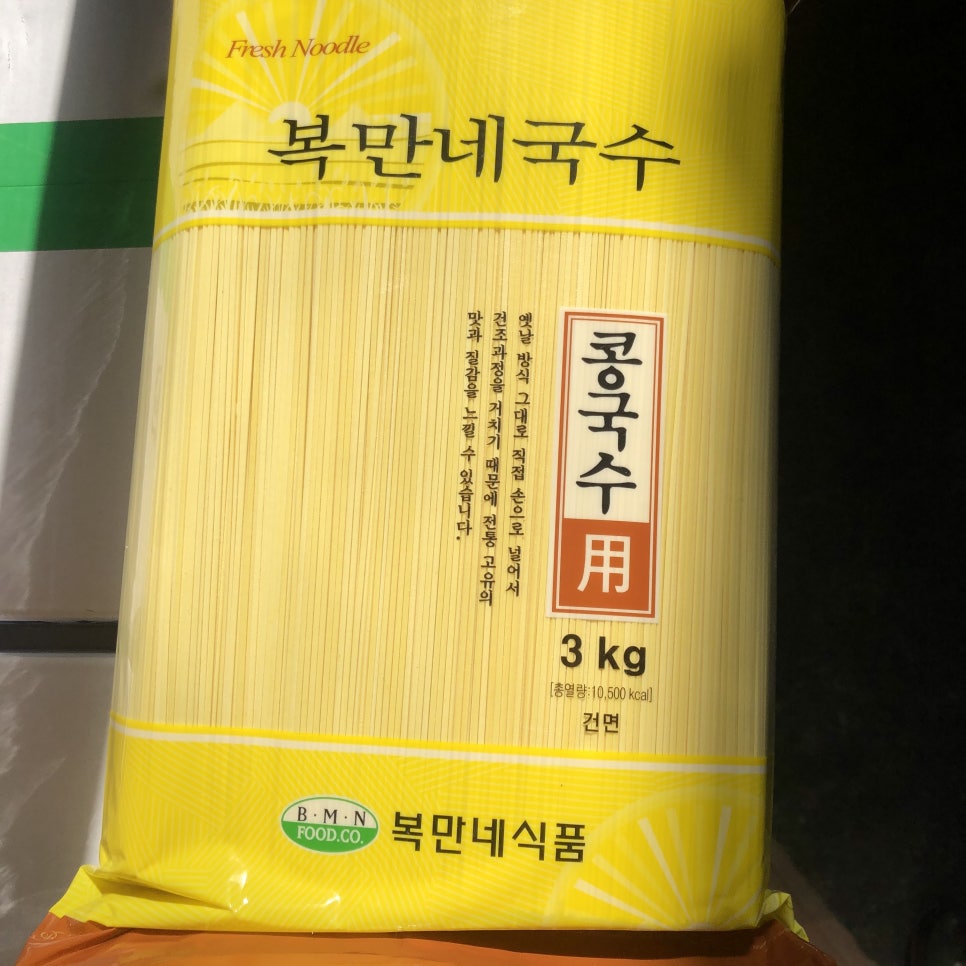 Fresh Noodle
복만네국수
옛날 방식 그대로 직접 손으로 널어서
건조과정을 거치기 때문에 전통 고유의
맛과 질감을 느낄 수 있습니다.
콩국수
用
3 kg
[총열량:10,500 kcal]
건면
B·M·N
FOOD.CO.
복만네식품